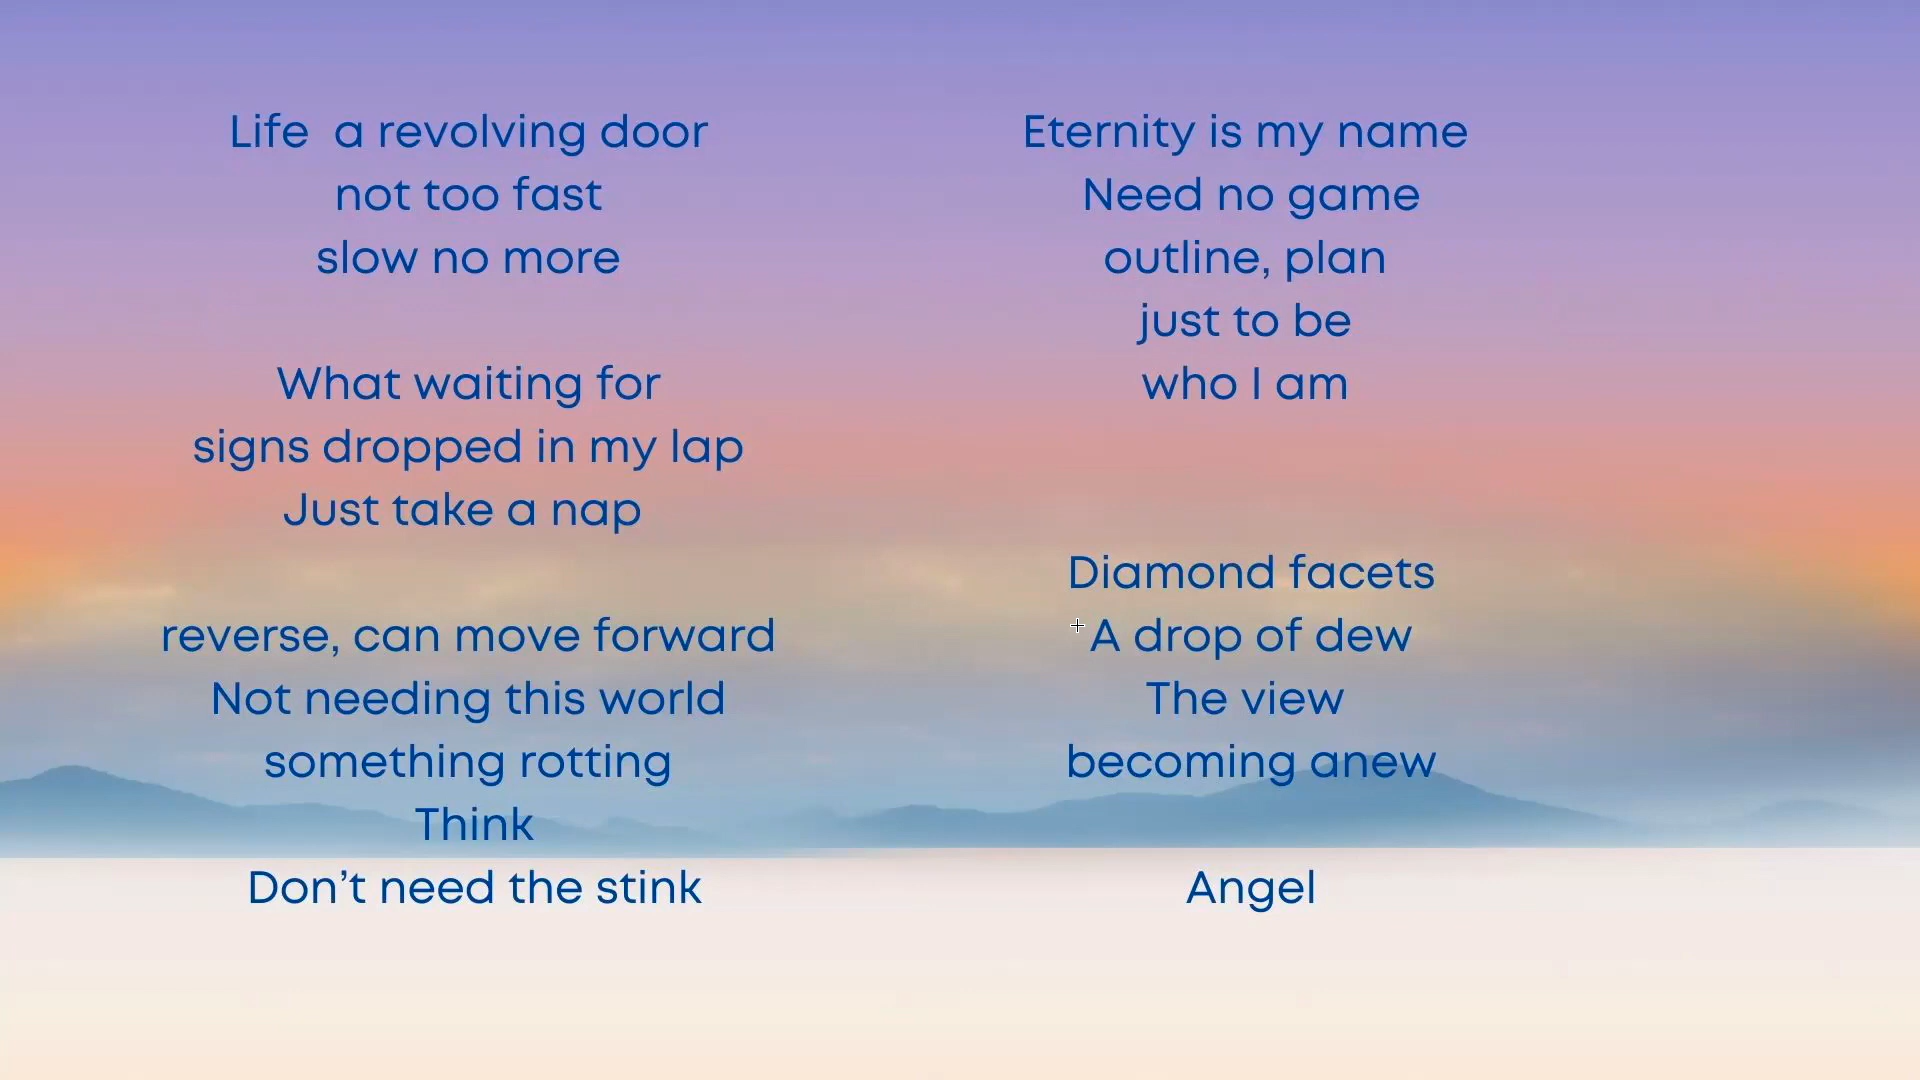 Life  a revolving door
not too fast
slow no more
What waiting for
signs dropped in my lap
Just take a nap
reverse, can move forward
Not needing this world
something rotting
Think
Don’t need the stink
Eternity is my name
Need no game
outline, plan
just to be
who I am
Diamond facets
A drop of dew
The view
becoming anew
Angel